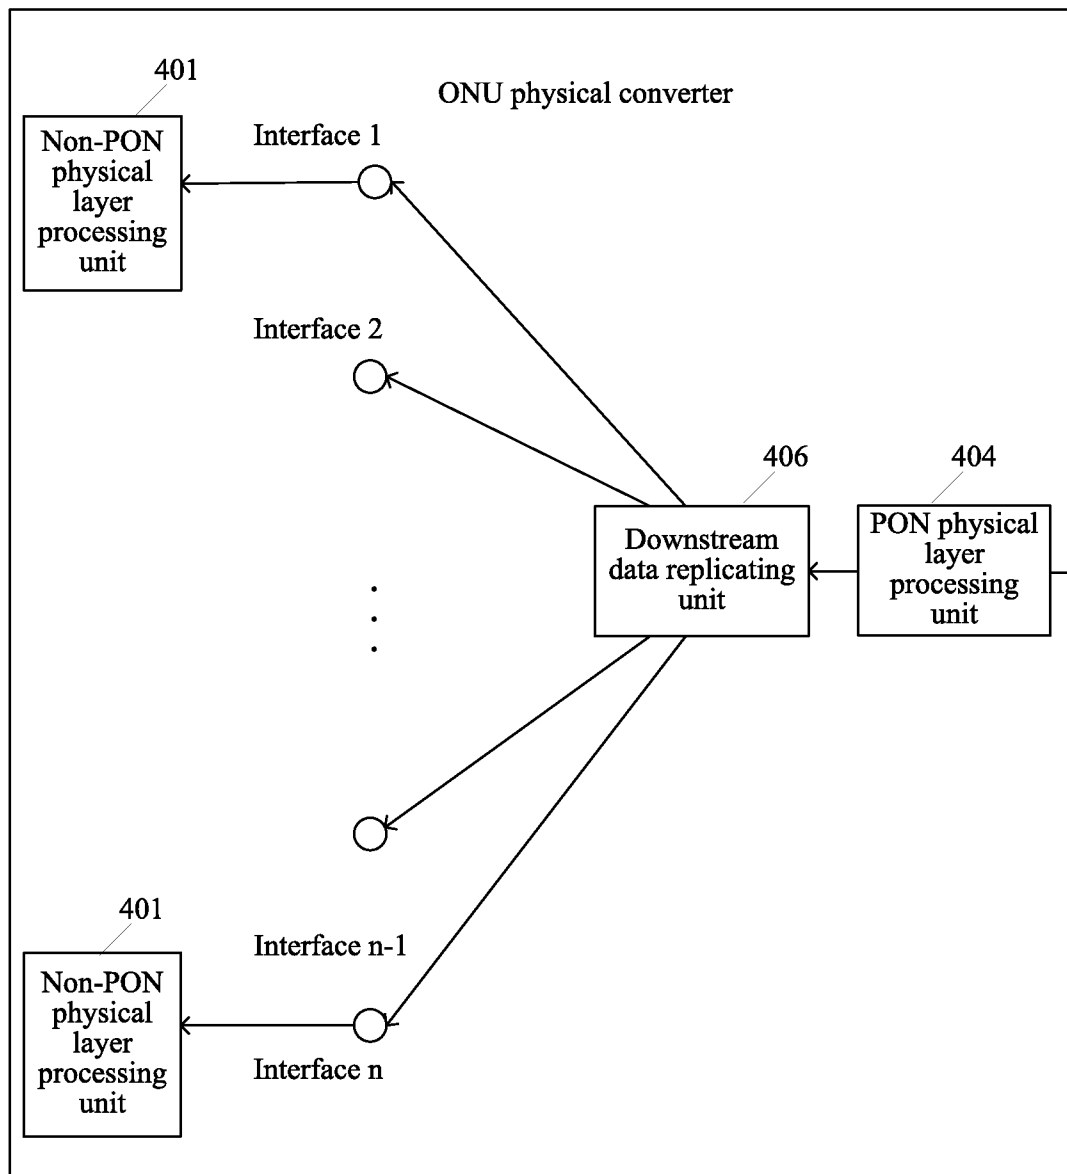 401
ONU physical converter
Non-PON
physical
layer
processing
unit
Interface 1
Interface 2
406
404
Downstream
data replicating
unit
PON physical
layer
processing
unit
401
Non-PON
physical
layer
processing
unit
Interface n-1
Interface n